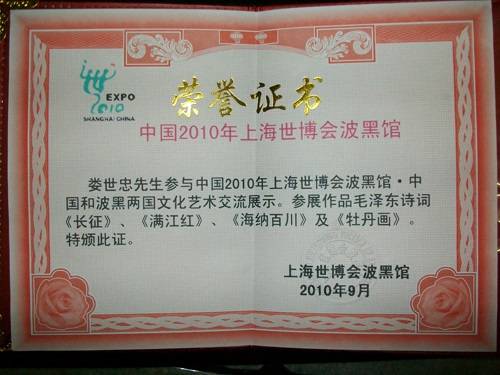 EXPO
2010
SHANGHAI CHINA
荣誉证书
中国2010年上海世博会波黑馆
娄世忠先生参与中国2010年上海世博会波黑馆·中
国和波黑两国文化艺术交流展示。参展作品毛泽东诗词
《长征》、《满江红》、《海纳百川》及《牡丹画》。
特颁此证。
上海世博会波黑馆
2010年9月